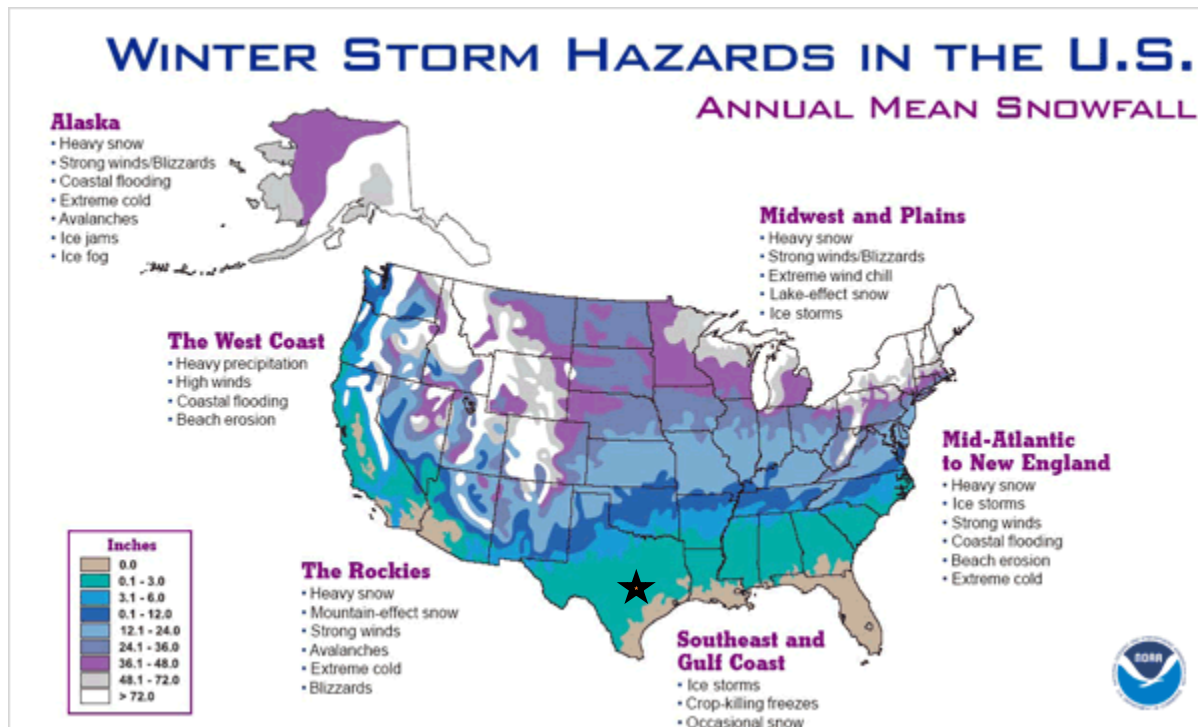 WINTER STORM HAZARDS IN THE U.S.
ANNUAL MEAN SNOWFALL
Alaska
• Heavy snow
• Strong winds/Blizzards
• Coastal flooding
• Extreme cold
• Avalanches
• Ice jams
• Ice fog
Midwest and Plains
• Heavy snow
• Strong winds/Blizzards
• Extreme wind chill
• Lake-effect snow
• Ice storms
The West Coast
• Heavy precipitation
• High winds
• Coastal flooding
• Beach erosion
Mid-Atlantic
to New England
• Heavy snow
• Ice storms
• Strong winds
• Coastal flooding
• Beach erosion
• Extreme cold
Inches
0.0
0.1 - 3.0
3.1 - 6.0
0.1 - 12.0
12.1 - 24.0
24.1 - 36.0
36.1 - 48.0
48.1 - 72.0
> 72.0
The Rockies
• Heavy snow
• Mountain-effect snow
• Strong winds
• Avalanches
• Extreme cold
• Blizzards
Southeast and
Gulf Coast
• Ice storms
• Crop-killing freezes
• Occasional snow
NOAA